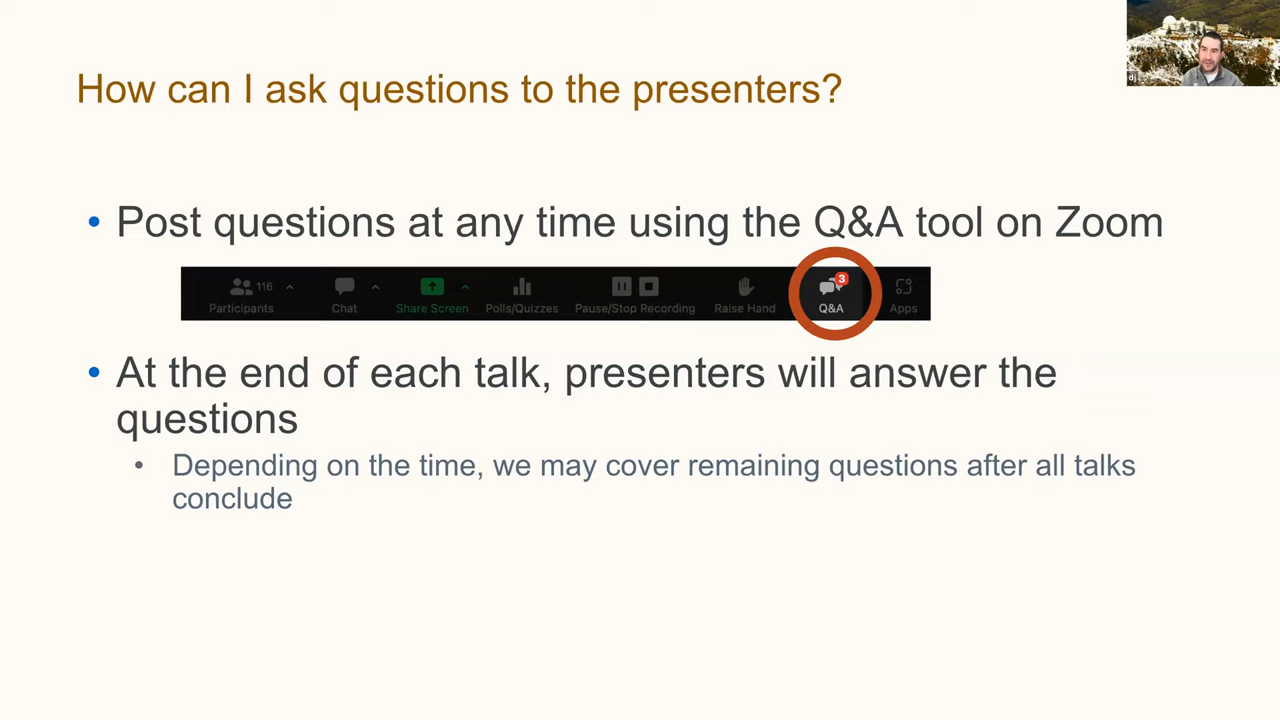 How can I ask questions to the presenters?
• Post questions at any time using the Q&A tool on Zoom
116
3
Participants Chat Share Screen Polls/Quizzes Pause/Stop Recording Raise Hand Q&A Apps
• At the end of each talk, presenters will answer the
questions
• Depending on the time, we may cover remaining questions after all talks
conclude